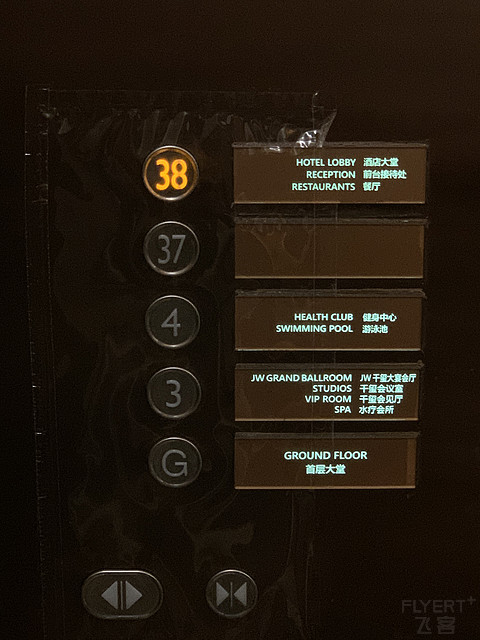 38
HOTEL LOBBY 酒店大堂
RECEPTION 前台接待处
RESTAURANTS 餐厅
37
4
HEALTH CLUB 健身中心
SWIMMING POOL 游泳池
3
JW GRAND BALLROOM JW千玺大宴会厅
STUDIOS 千玺会议室
VIP ROOM 千玺会见厅
SPA 水疗会所
G
GROUND FLOOR
首层大堂
FLYERT+
飞客